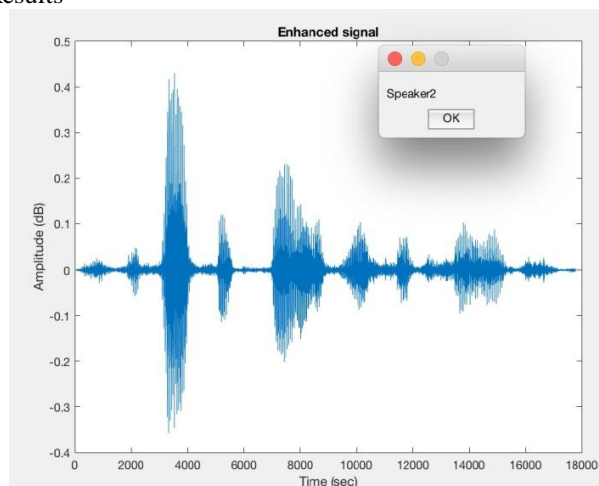 Results
Enhanced signal
Speaker2
OK
0.5
0.4
0.3
0.2
0.1
0
-0.1
-0.2
-0.3
-0.4
Amplitude (dB)
0 2000 4000 6000 8000 10000 12000 14000 16000 18000
Time (sec)